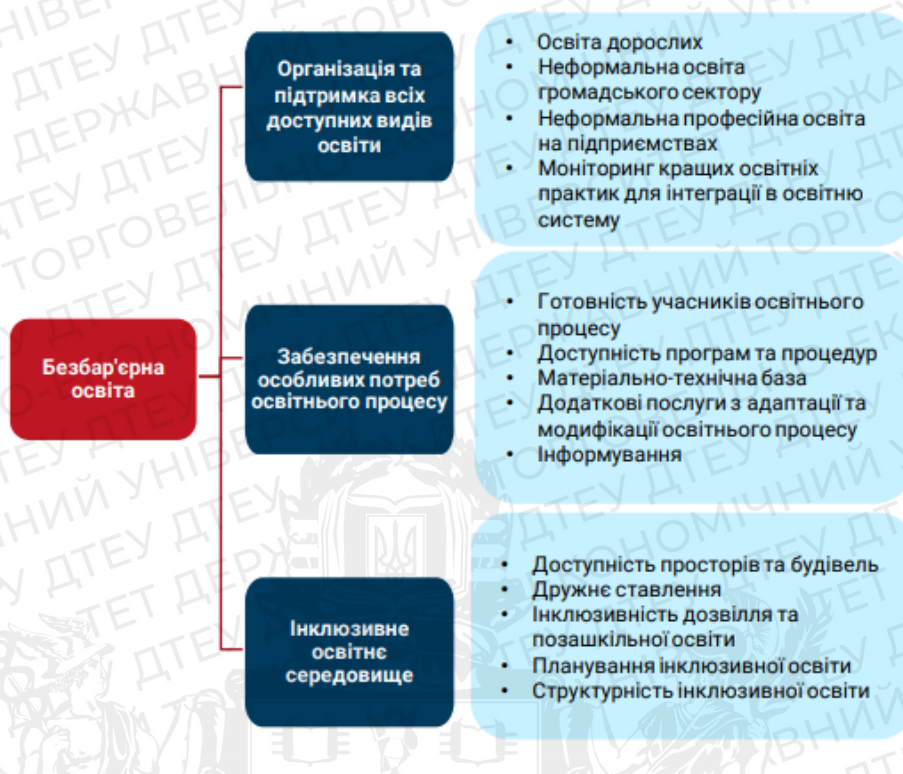 Безбар'єрна
освіта
Організація та
підтримка всіх
доступних видів
освіти
• Освіта дорослих
• Неформальна освіта
громадського сектору
• Неформальна професійна освіта
на підприємствах
• Моніторинг кращих освітніх
практик для інтеграції в освітню
систему
Забезпечення
особливих потреб
освітнього процесу
• Готовність учасників освітнього
процесу
• Доступність програм та процедур
• Матеріально-технічна база
• Додаткові послуги з адаптації та
модифікації освітнього процесу
• Інформування
Інклюзивне
освітнє
середовище
• Доступність просторів та будівель
• Дружнє ставлення
• Інклюзивність дозвілля та
позашкільної освіти
• Планування інклюзивної освіти
• Структурність інклюзивної освіти